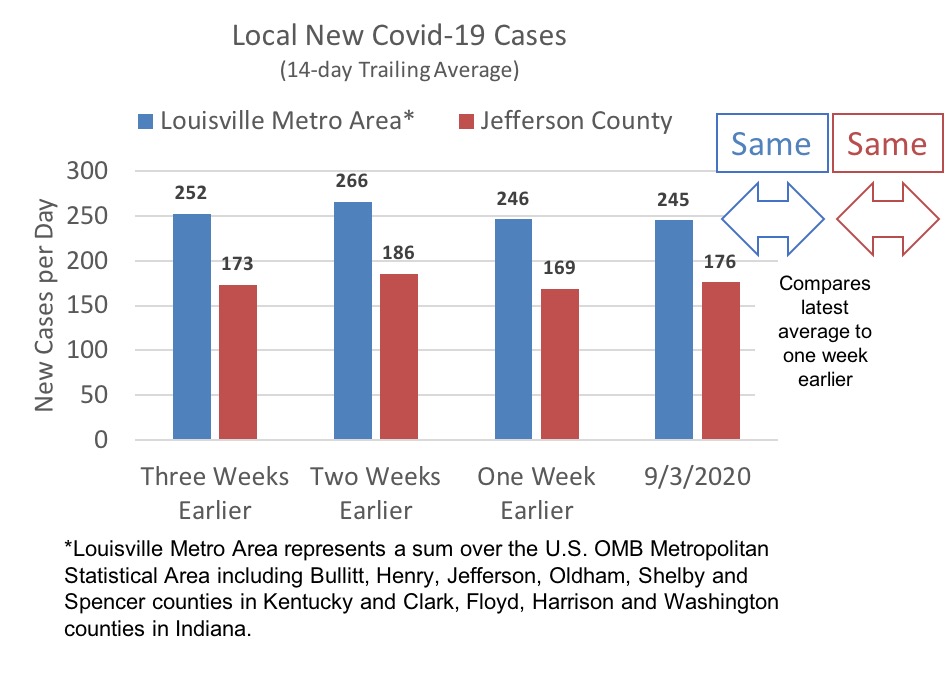 Local New Covid-19 Cases
(14-day Trailing Average)
Louisville Metro Area* Jefferson County
Same Same
New Cases per Day
300
250
200
150
100
50
0
252
173
266
186
246
169
245
176
Compares
latest
average to
one week
earlier
Three Weeks Two Weeks One Week 9/3/2020
Earlier Earlier Earlier
*Louisville Metro Area represents a sum over the U.S. OMB Metropolitan
Statistical Area including Bullitt, Henry, Jefferson, Oldham, Shelby and
Spencer counties in Kentucky and Clark, Floyd, Harrison and Washington
counties in Indiana.